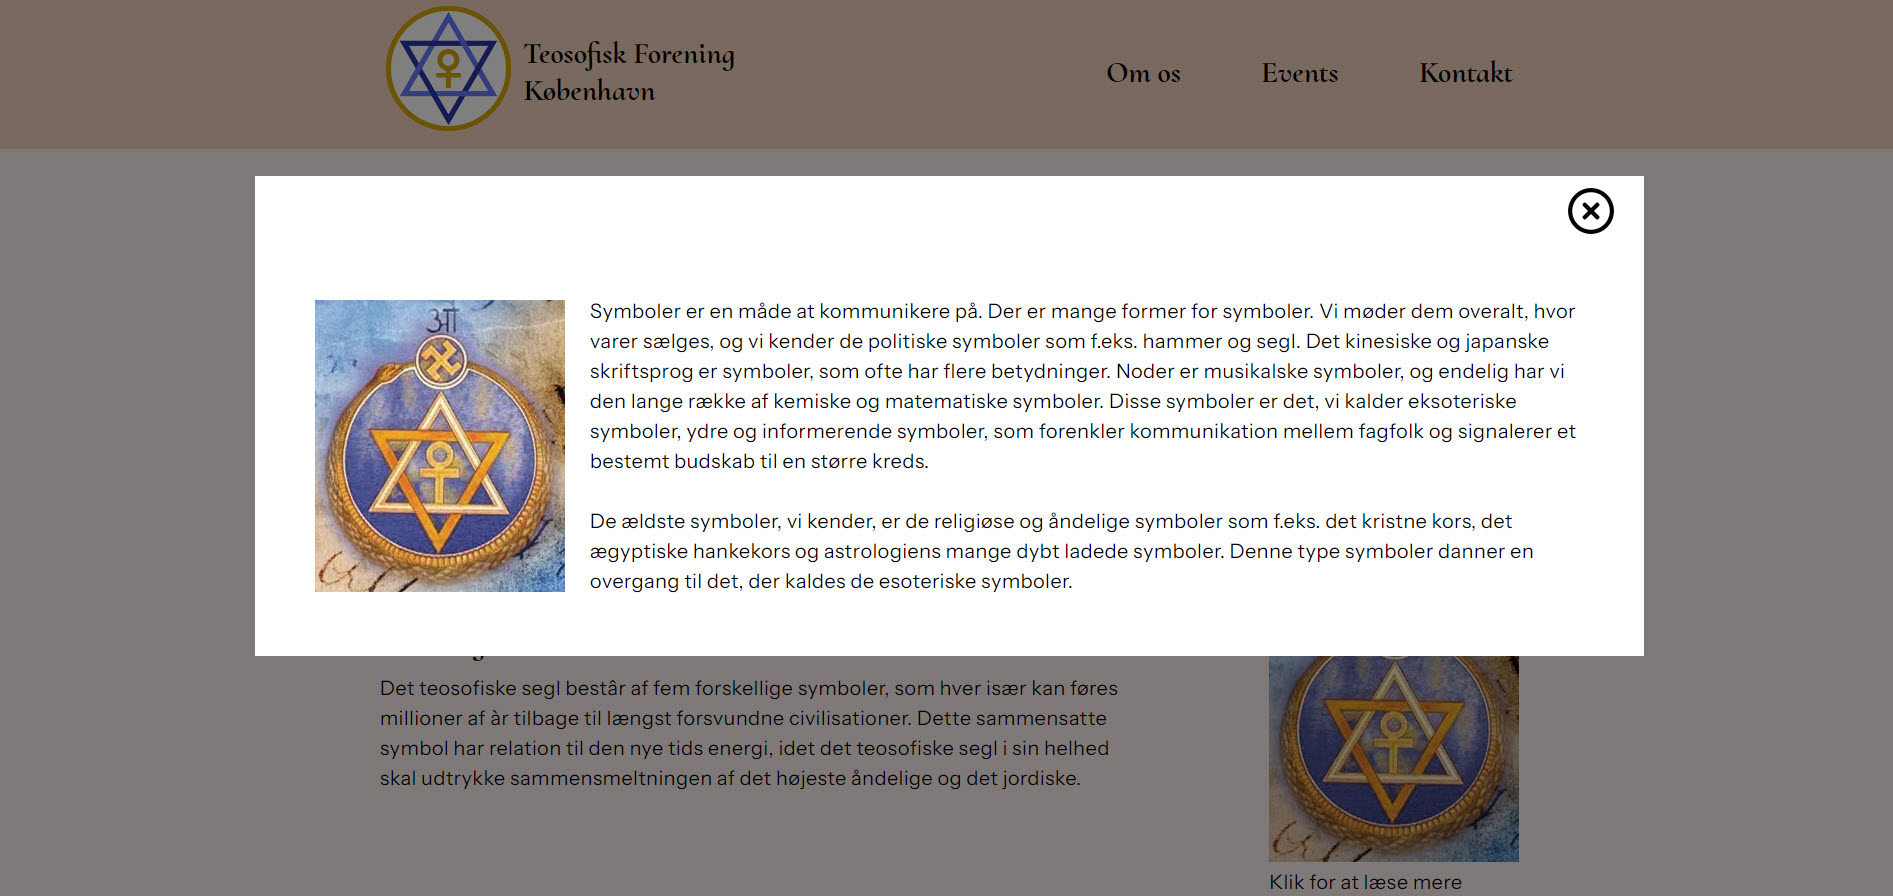 Teosofisk Forening
København
Om os
Events
Kontakt
Symboler er en måde at kommunikere på. Der er mange former for symboler. Vi møder dem overalt, hvor
varer sælges, og vi kender de politiske symboler som f.eks. hammer og segl. Det kinesiske og japanske
skriftsprog er symboler, som ofte har flere betydninger. Noder er musikalske symboler, og endelig har vi
den lange række af kemiske og matematiske symboler. Disse symboler er det, vi kalder eksoteriske
symboler, ydre og informerende symboler, som forenkler kommunikation mellem fagfolk og signalerer et
bestemt budskab til en større kreds.
De ældste symboler, vi kender, er de religiøse og åndelige symboler som f.eks. det kristne kors, det
ægyptiske hankekors og astrologiens mange dybt ladede symboler. Denne type symboler danner en
overgang til det, der kaldes de esoteriske symboler.
Det teosofiske segl består af fem forskellige symboler, som hver især kan føres
millioner af àr tilbage til længst forsvundne civilisationer. Dette sammensatte
symbol har relation til den nye tids energi, idet det teosofiske segl i sin helhed
skal udtrykke sammensmeltningen af det højeste åndelige og det jordiske.
Klik for at læse mere